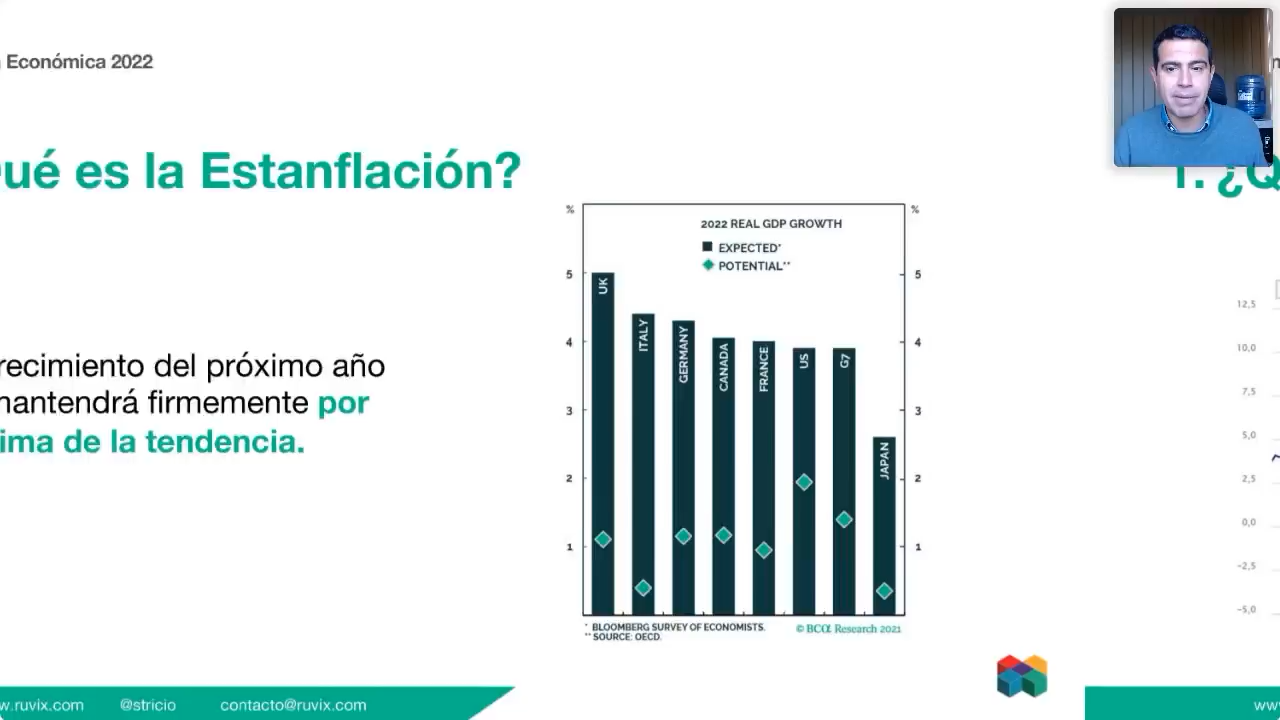 Económica 2022
ué es la Estanflación?
recimiento del próximo año
mantendrá firmemente por
ima de la tendencia.
%
%
2022 REAL GDP GROWTH
EXPECTED*
POTENTIAL**
5
4
3
2
1
UK
ITALY
GERMANY
CANADA
FRANCE
US
G7
JAPAN
5
4
3
2
1
* BLOOMBERG SURVEY OF ECONOMISTS.
** SOURCE: OECD.
© BCα Research 2021
w.ruvix.com
@stricio
contacto@ruvix.com
1. ¿Q
12,5
10,0
7,5
5,0
2,5
0,0
-2,5
-5,0
ww